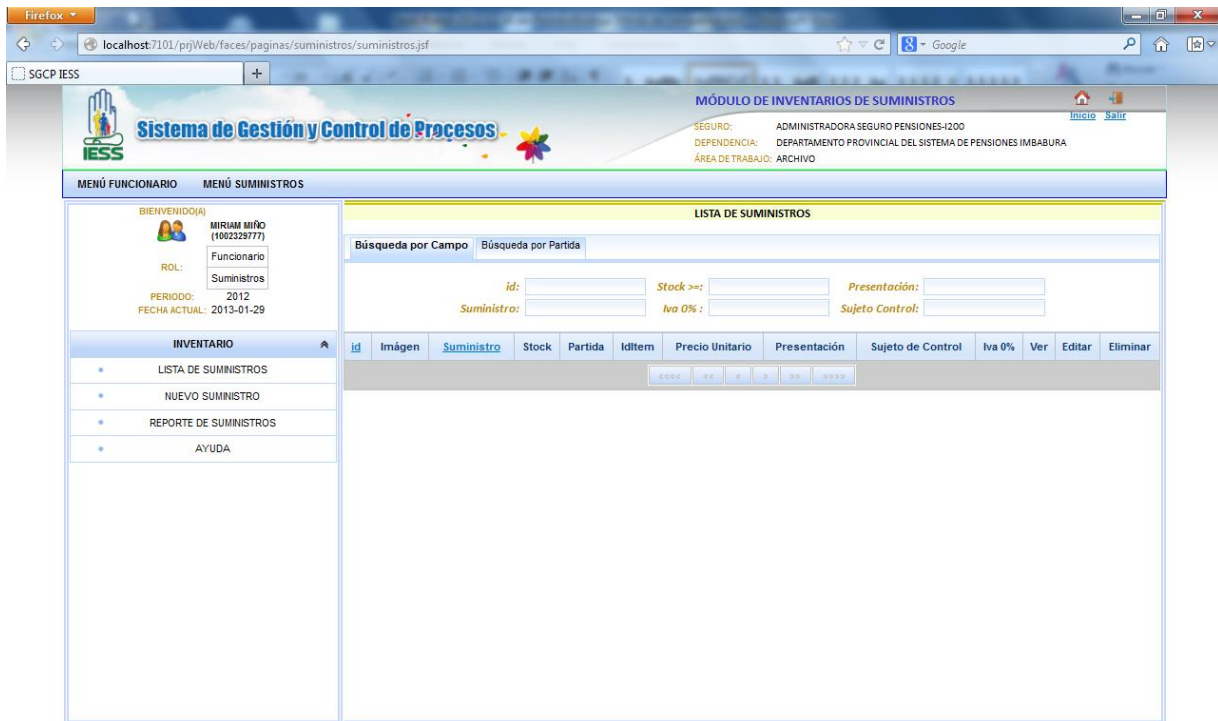 Firefox
localhost:7101/prjWeb/faces/paginas/suministros/suministros.jsf
Google
SGCP IESS
IESS
Sistema de Gestión y Control de Procesos
MÓDULO DE INVENTARIOS DE SUMINISTROS
Inicio Salir
SEGURO: ADMINISTRADORA SEGURO PENSIONES-I200
DEPENDENCIA: DEPARTAMENTO PROVINCIAL DEL SISTEMA DE PENSIONES IMBABURA
ÁREA DE TRABAJO: ARCHIVO
MENÚ FUNCIONARIO MENÚ SUMINISTROS
BIENVENIDO(A)
MIRIAM MIÑO
(1002329777)
ROL:
Funcionario
Suministros
PERIODO: 2012
FECHA ACTUAL: 2013-01-29
INVENTARIO
LISTA DE SUMINISTROS
NUEVO SUMINISTRO
REPORTE DE SUMINISTROS
AYUDA
LISTA DE SUMINISTROS
Búsqueda por Campo Búsqueda por Partida
id: Stock >=: Presentación:
Suministro: Iva 0% : Sujeto Control:
id Imágen Suministro Stock Partida IdItem Precio Unitario Presentación Sujeto de Control Iva 0% Ver Editar Eliminar
<<<< << < > >> >>>>